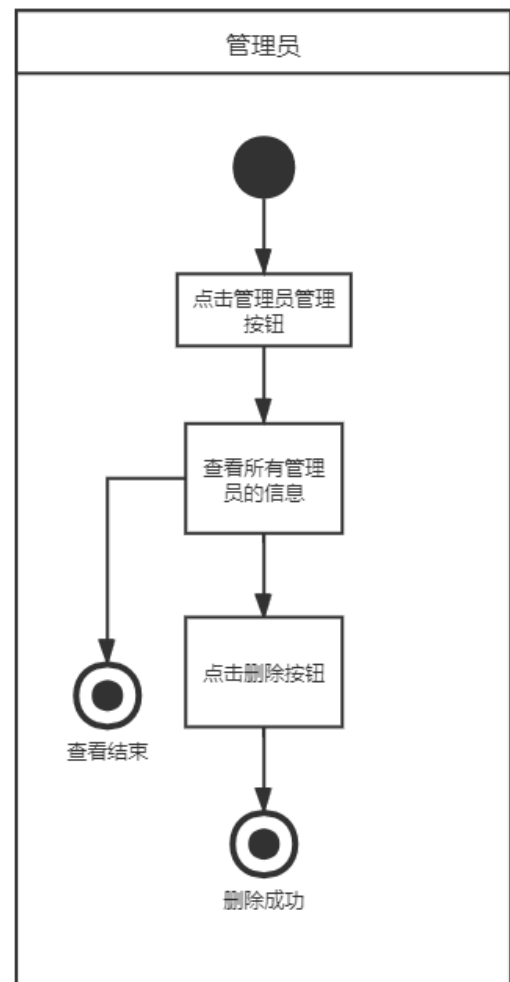 管理员
点击管理员管理
按钮
查看所有管理
员的信息
点击删除按钮
查看结束
删除成功